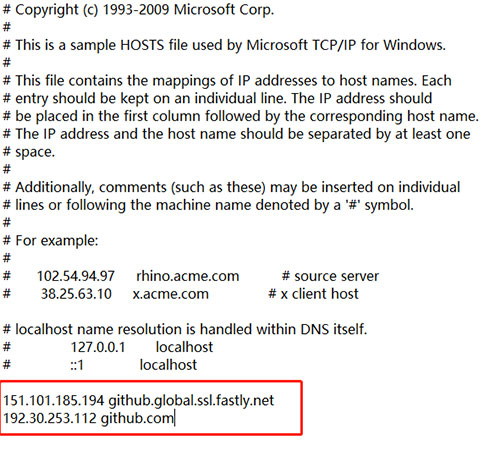 # Copyright (c) 1993-2009 Microsoft Corp.
#
# This is a sample HOSTS file used by Microsoft TCP/IP for Windows.
#
# This file contains the mappings of IP addresses to host names. Each
# entry should be kept on an individual line. The IP address should
# be placed in the first column followed by the corresponding host name.
# The IP address and the host name should be separated by at least one
# space.
#
# Additionally, comments (such as these) may be inserted on individual
# lines or following the machine name denoted by a '#' symbol.
#
# For example:
#
# 102.54.94.97 rhino.acme.com # source server
# 38.25.63.10 x.acme.com # x client host

# localhost name resolution is handled within DNS itself.
# 127.0.0.1 localhost
# ::1 localhost

151.101.185.194 github.global.ssl.fastly.net
192.30.253.112 github.com